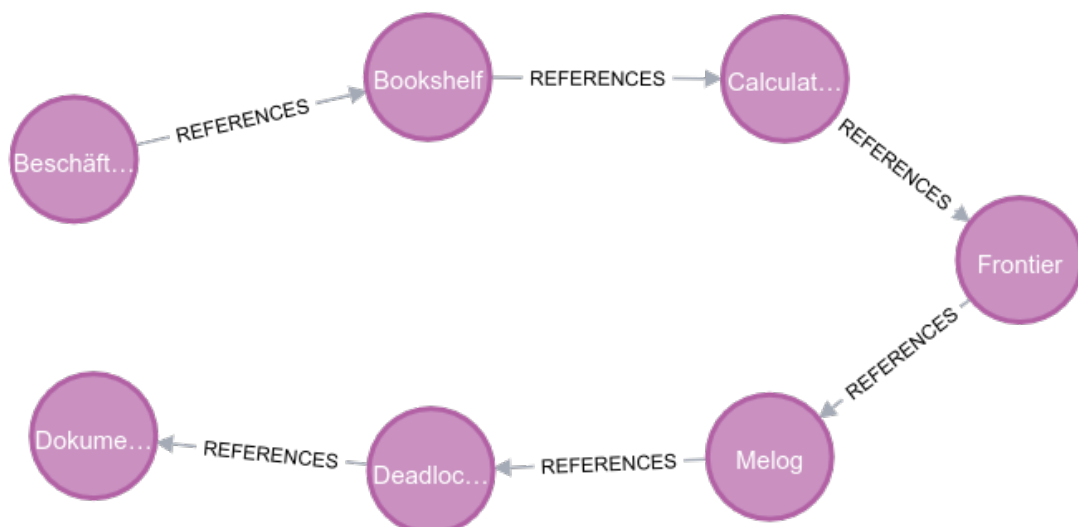 Beschäft…
REFERENCES
Bookshelf
REFERENCES
Calculat…
REFERENCES
Frontier
REFERENCES
Melog
REFERENCES
Deadloc…
REFERENCES
Dokume…